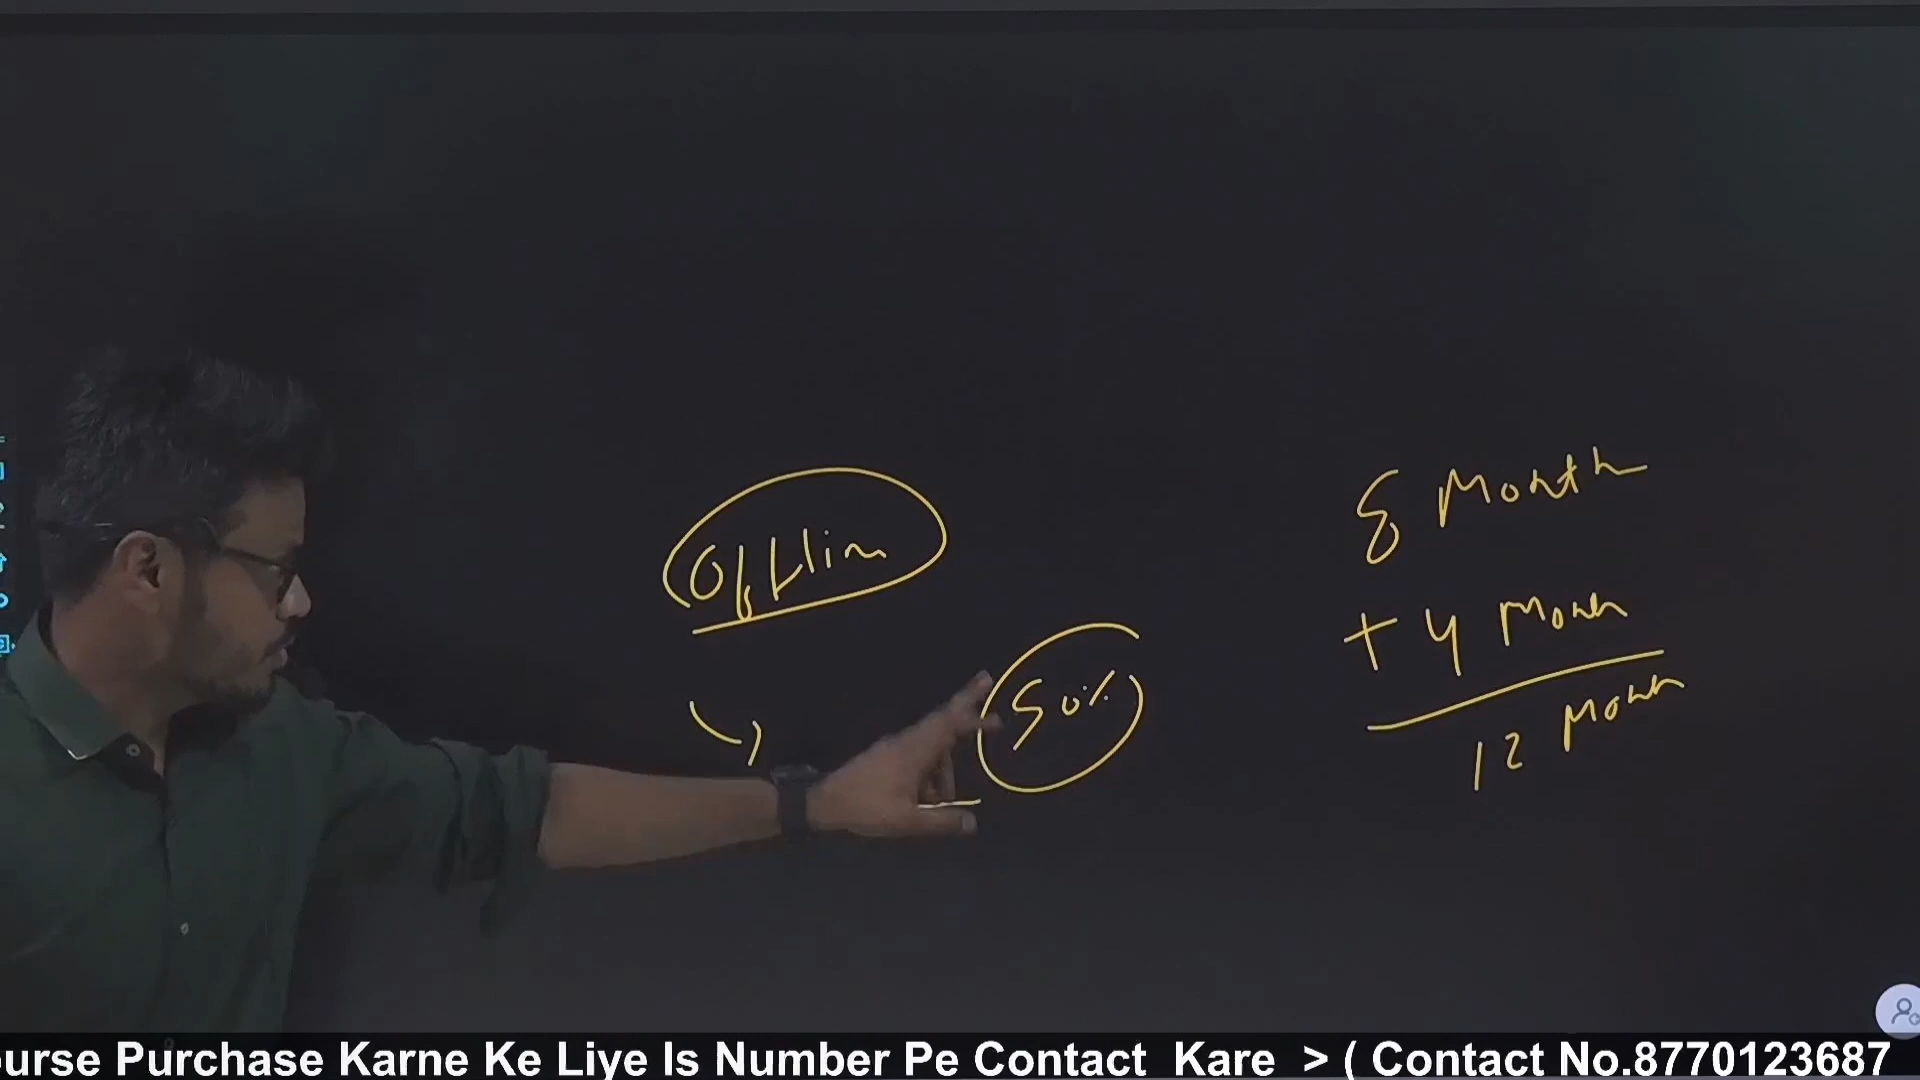 Offlin
50%
8 Month
+ 4 Month
12 Month
ourse Purchase Karne Ke Liye Is Number Pe Contact Kare > ( Contact No.8770123687